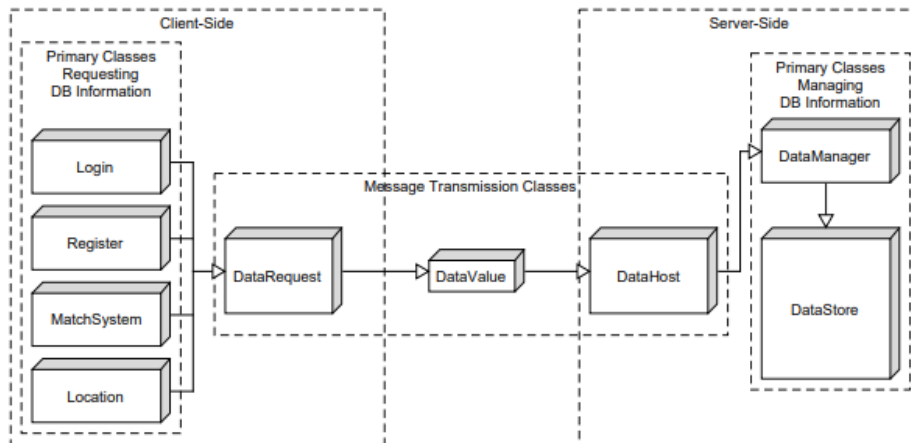 Client-Side
Server-Side
Primary Classes
Requesting
DB Information
Primary Classes
Managing
DB Information
Login
DataManager
Message Transmission Classes
Register
DataRequest
DataValue
DataHost
MatchSystem
DataStore
Location